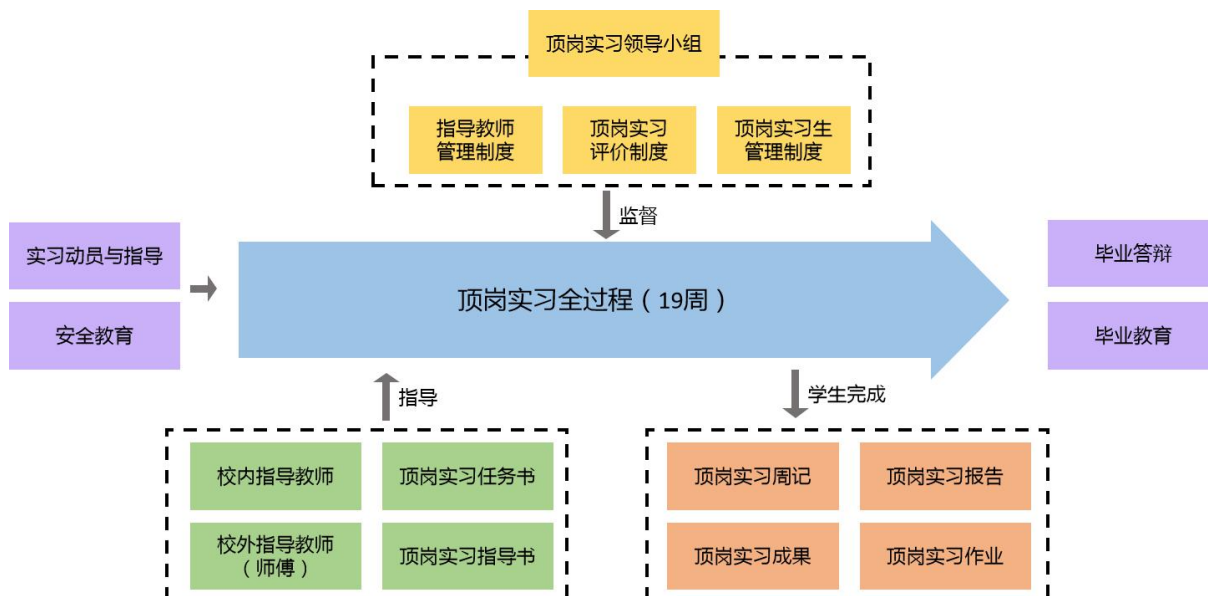 顶岗实习领导小组
指导教师
管理制度
顶岗实习
评价制度
顶岗实习生
管理制度
监督
实习动员与指导
安全教育
顶岗实习全过程（19周）
毕业答辩
毕业教育
指导
学生完成
校内指导教师
顶岗实习任务书
校外指导教师
（师傅）
顶岗实习指导书
顶岗实习周记
顶岗实习报告
顶岗实习成果
顶岗实习作业